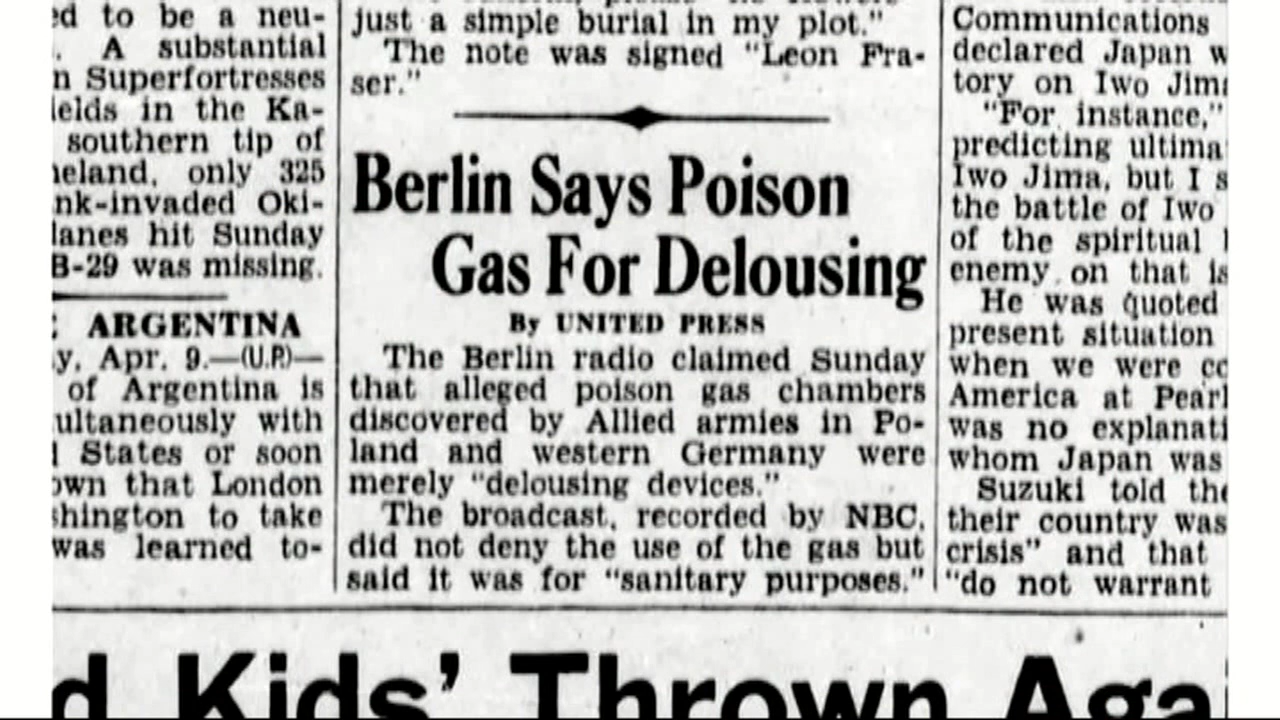 ed to be a neu-
. A substantial
n Superfortresses
ields in the Ka-
southern tip of
neland, only 325
nk-invaded Oki-
lanes hit Sunday
B-29 was missing.
ARGENTINA
y, Apr. 9.—(U.P.)—
of Argentina is
ultaneously with
States or soon
own that London
shington to take
was learned to-
just a simple burial in my plot."
The note was signed "Leon Fra-
ser."
Berlin Says Poison
Gas For Delousing
By UNITED PRESS
The Berlin radio claimed Sunday
that alleged poison gas chambers
discovered by Allied armies in Po-
land and western Germany were
merely "delousing devices."
The broadcast, recorded by NBC,
did not deny the use of the gas but
said it was for "sanitary purposes."
Communications
declared Japan w
tory on Iwo Jima
"For instance,"
predicting ultima
Iwo Jima, but I s
the battle of Iwo
of the spiritual
enemy on that is
He was quoted
present situation
when we were co
America at Pearl
was no explanati
whom Japan was
Suzuki told the
their country was
crisis" and that
"do not warrant
d Kids' Thrown Aga